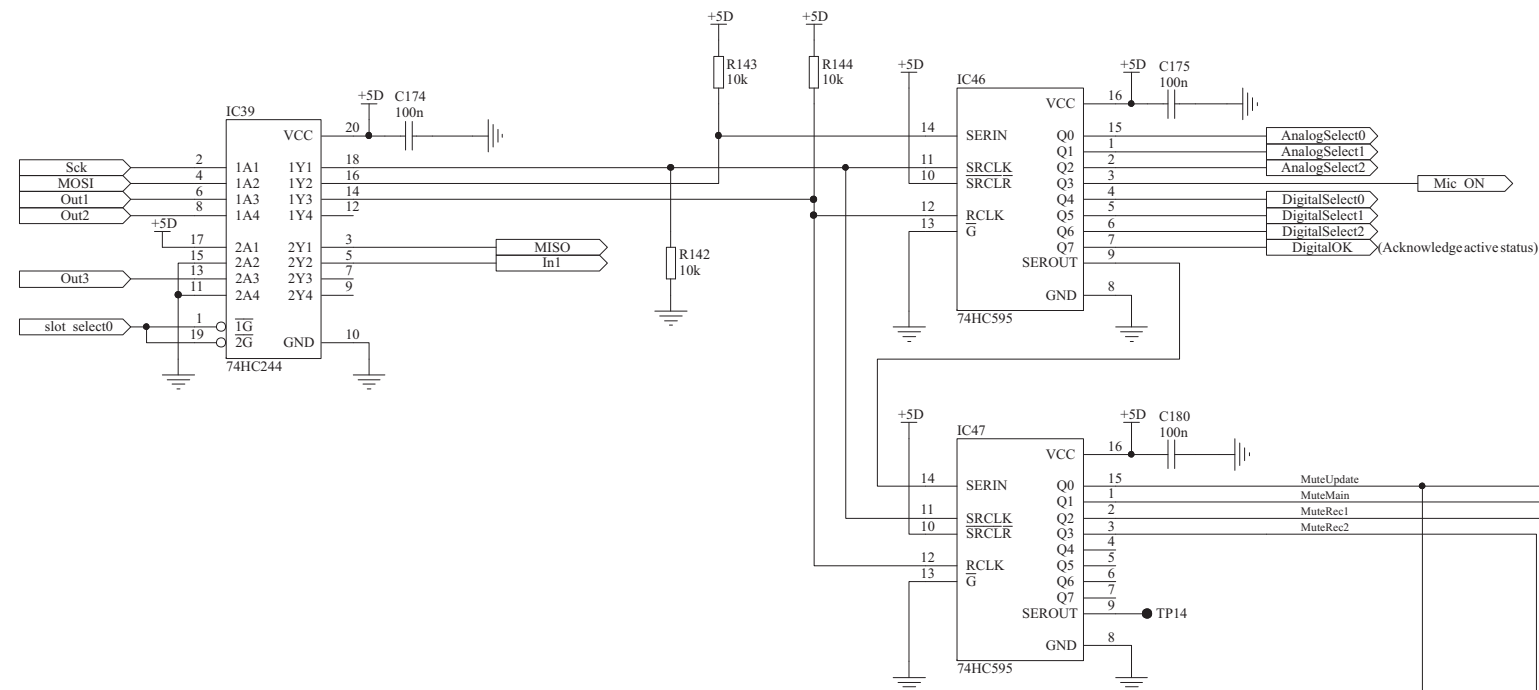 +5D
+5D
R143
10k
R144
10k
+5D
IC46
+5D
C175
100n
VCC 16
14 SERIN
Q0 15 AnalogSelect0
Q1 1 AnalogSelect1
11 SRCLK
Q2 2 AnalogSelect2
10 SRCLR
Q3 3 Mic_ON
Q4 4 DigitalSelect0
12 RCLK
Q5 5 DigitalSelect1
13 G
Q6 6 DigitalSelect2
Q7 7 DigitalOK (Acknowledge active status)
SEROUT 9
GND 8
74HC595
IC39
+5D
C174
100n
VCC 20
Sck 2 1A1 1Y1 18
MOSI 4 1A2 1Y2 16
Out1 6 1A3 1Y3 14
Out2 8 1A4 1Y4 12
+5D
17 2A1 2Y1 3 MISO
15 2A2 2Y2 5 In1
Out3 13 2A3 2Y3 7
11 2A4 2Y4 9
slot_select0 1 1G
19 2G GND 10
74HC244
R142
10k
+5D
IC47
+5D
C180
100n
VCC 16
14 SERIN
Q0 15 MuteUpdate
Q1 1 MuteMain
11 SRCLK
Q2 2 MuteRec1
10 SRCLR
Q3 3 MuteRec2
Q4 4
12 RCLK
Q5 5
13 G
Q6 6
Q7 7
SEROUT 9 TP14
GND 8
74HC595